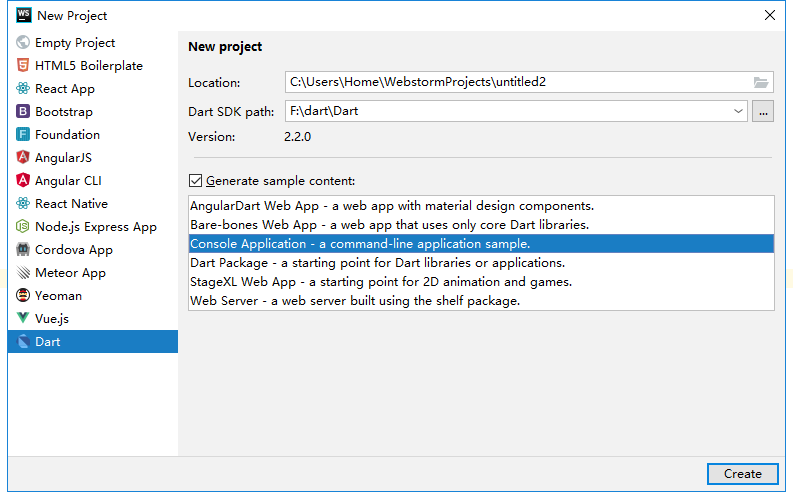 New Project
Empty Project
HTML5 Boilerplate
React App
Bootstrap
Foundation
AngularJS
Angular CLI
React Native
Node.js Express App
Cordova App
Meteor App
Yeoman
Vue.js
Dart
New project
Location: C:\Users\Home\WebstormProjects\untitled2
Dart SDK path: F:\dart\Dart ...
Version: 2.2.0
Generate sample content:
AngularDart Web App - a web app with material design components.
Bare-bones Web App - a web app that uses only core Dart libraries.
Console Application - a command-line application sample.
Dart Package - a starting point for Dart libraries or applications.
StageXL Web App - a starting point for 2D animation and games.
Web Server - a web server built using the shelf package.
Create